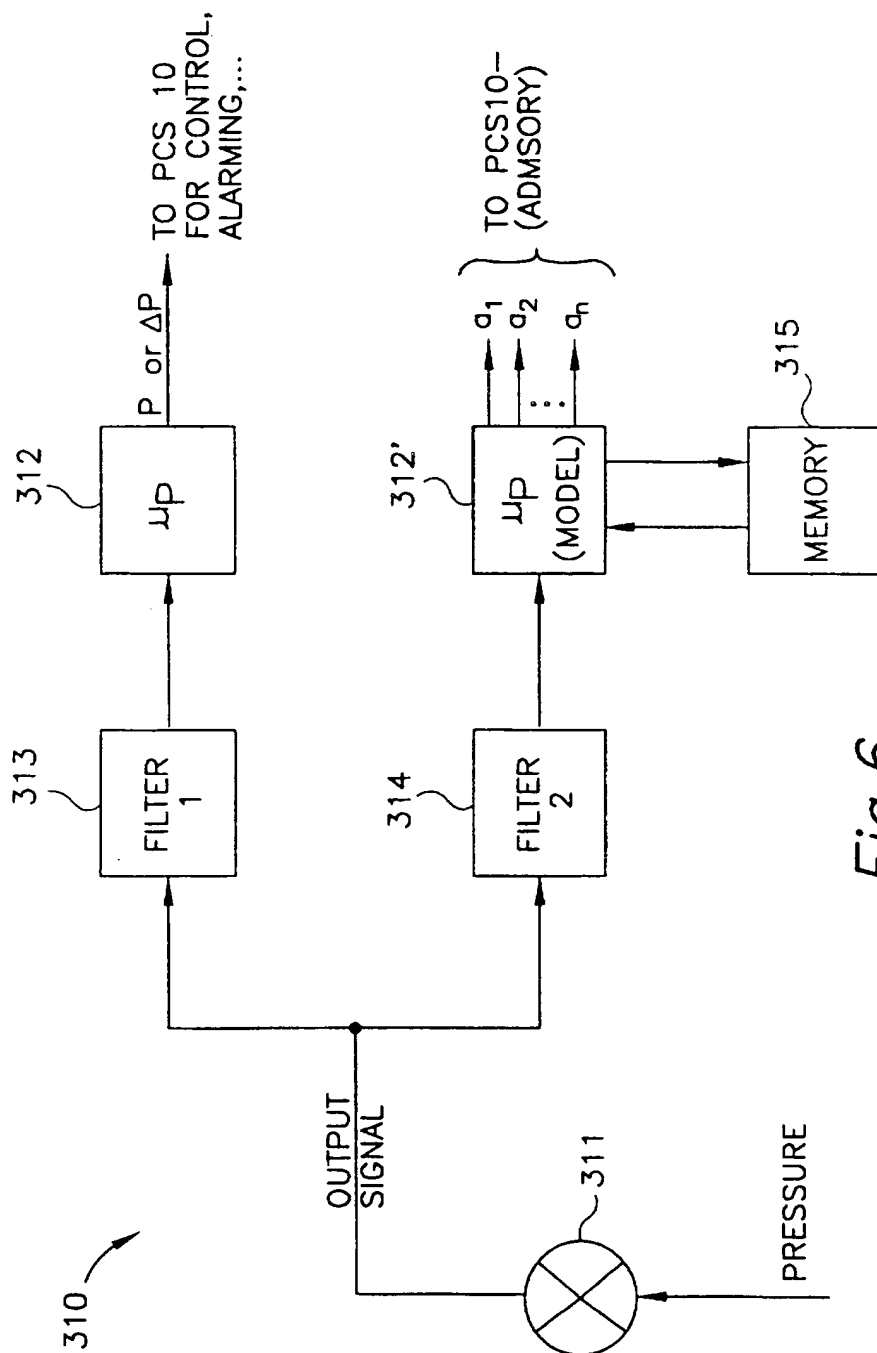 310
PRESSURE
311
OUTPUT
SIGNAL
313
FILTER
1
312
μP
P or ΔP
TO PCS 10
FOR CONTROL,
ALARMING,...
314
FILTER
2
312'
μP
(MODEL)
a1
a2
...
an
TO PCS10-
(ADMSORY)
315
MEMORY
Fig. 6